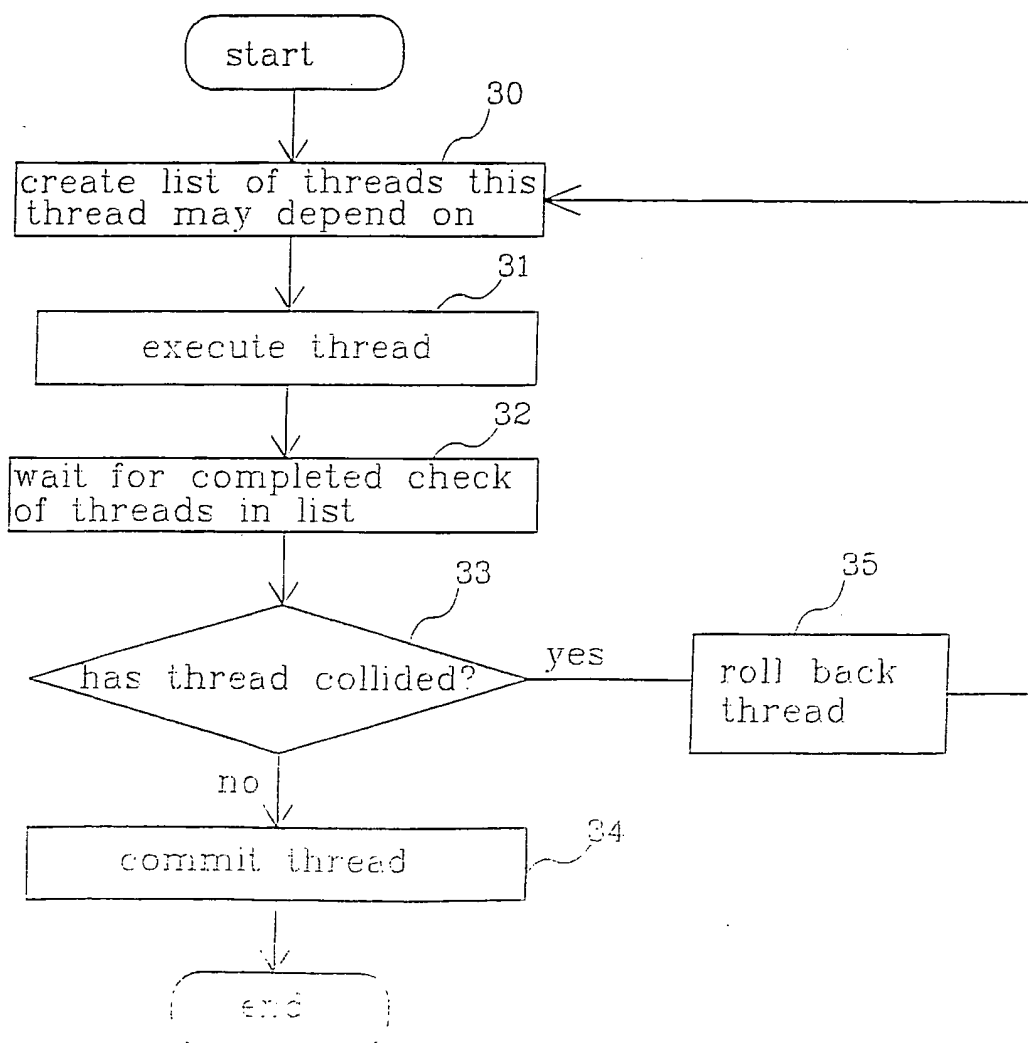 start
30
create list of threads this
thread may depend on
31
execute thread
32
wait for completed check
of threads in list
33
has thread collided?
yes
35
roll back
thread
no
34
commit thread
end